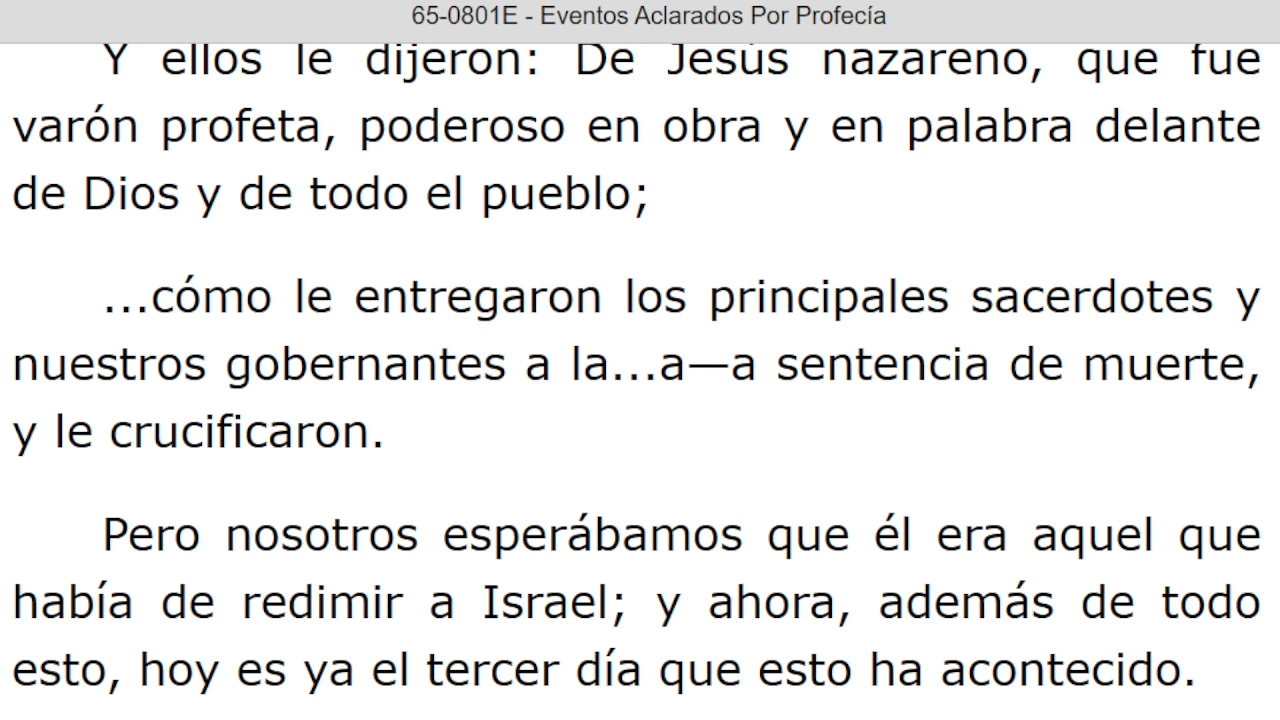 65-0801E - Eventos Aclarados Por Profecía
Y ellos le dijeron: De Jesús nazareno, que fue
varón profeta, poderoso en obra y en palabra delante
de Dios y de todo el pueblo;
...cómo le entregaron los principales sacerdotes y
nuestros gobernantes a la...a—a sentencia de muerte,
y le crucificaron.
Pero nosotros esperábamos que él era aquel que
había de redimir a Israel; y ahora, además de todo
esto, hoy es ya el tercer día que esto ha acontecido.